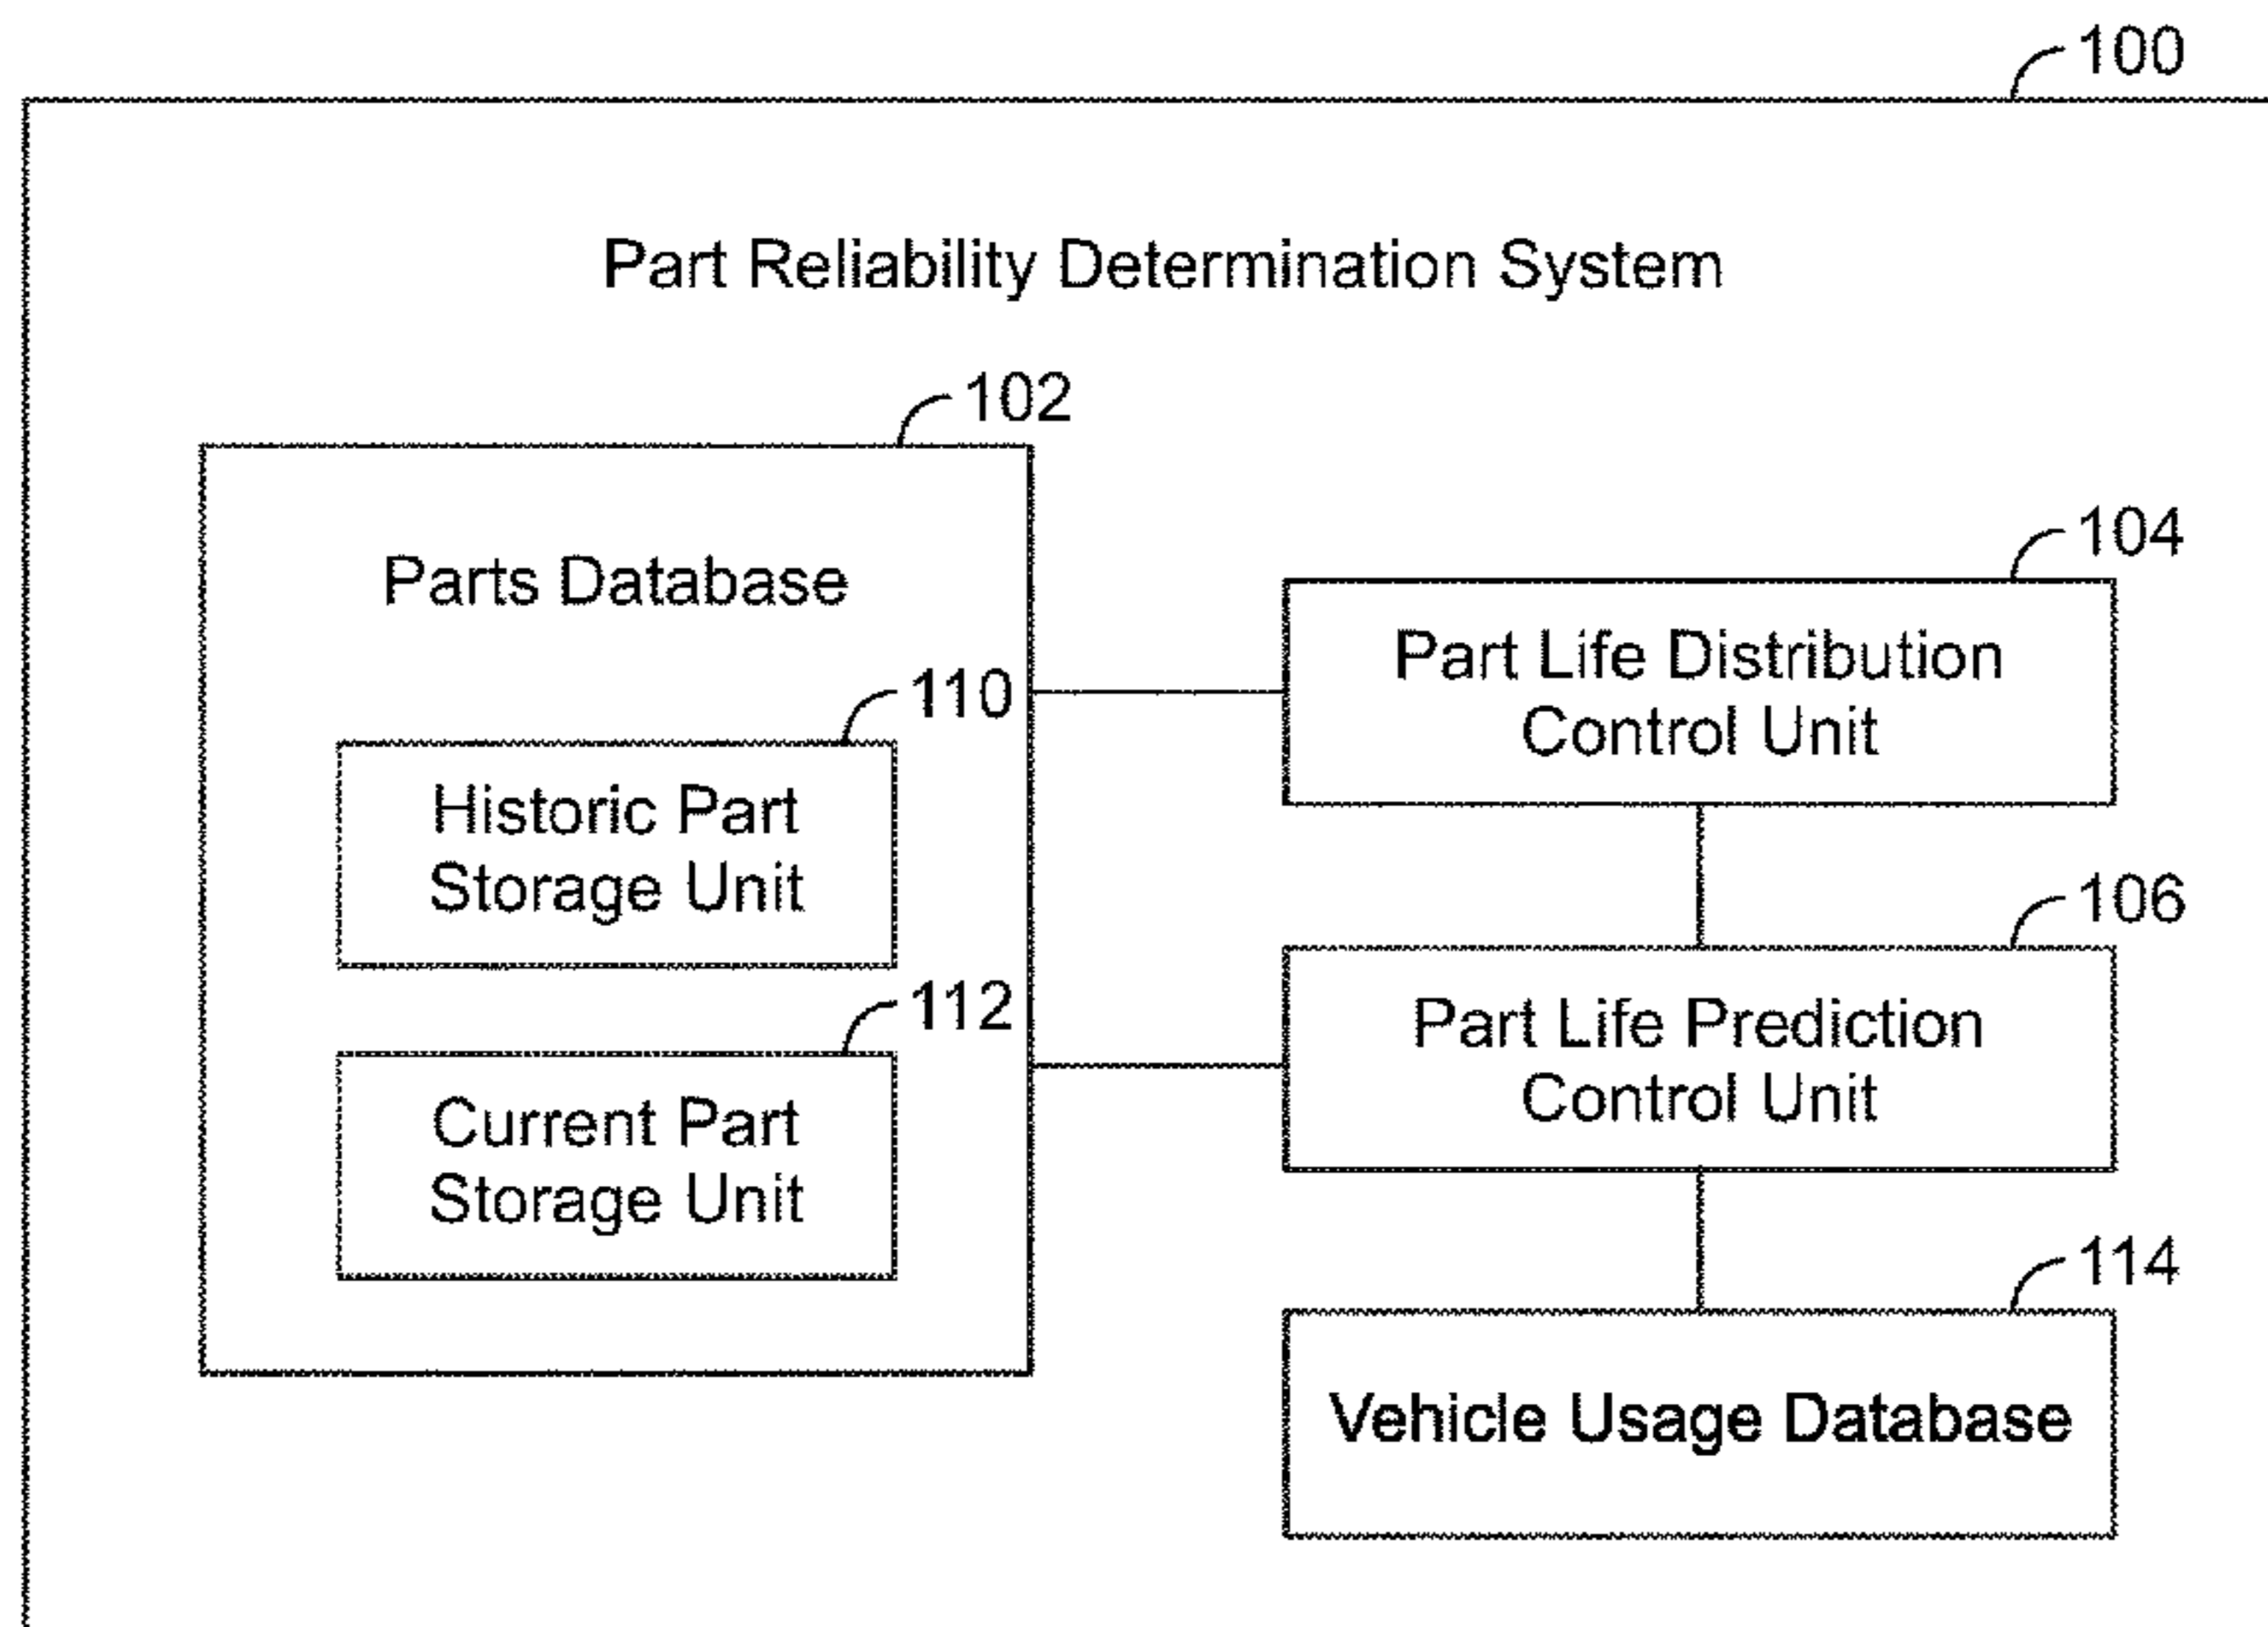 100
Part Reliability Determination System
102
Parts Database
110
Historic Part
Storage Unit
112
Current Part
Storage Unit
104
Part Life Distribution
Control Unit
106
Part Life Prediction
Control Unit
114
Vehicle Usage Database